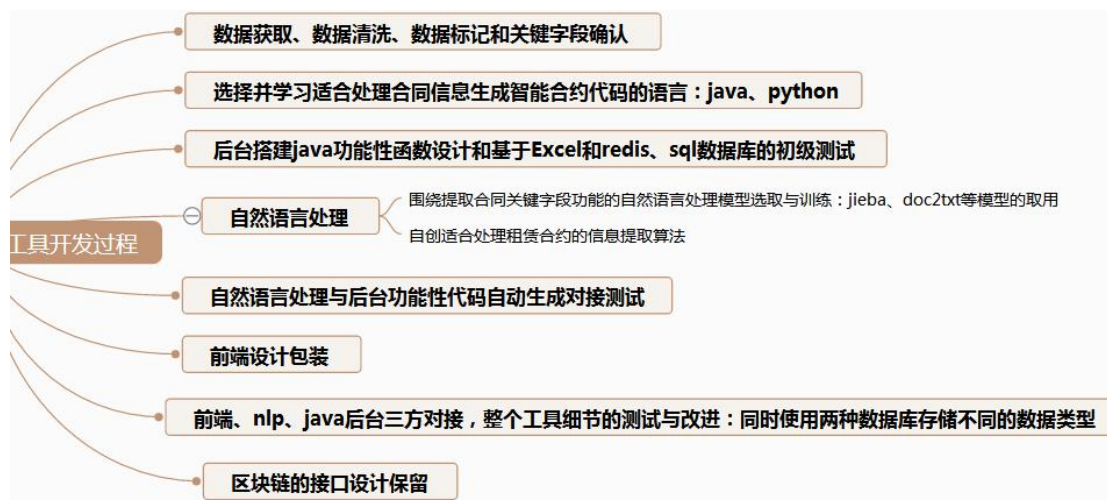 数据获取、数据清洗、数据标记和关键字段确认
选择并学习适合处理合同信息生成智能合约代码的语言：java、python
后台搭建java功能性函数设计和基于Excel和redis、sql数据库的初级测试
自然语言处理
围绕提取合同关键字段功能的自然语言处理模型选取与训练：jieba、doc2txt等模型的取用
自创适合处理租赁合约的信息提取算法
工具开发过程
自然语言处理与后台功能性代码自动生成对接测试
前端设计包装
前端、nlp、java后台三方对接，整个工具细节的测试与改进：同时使用两种数据库存储不同的数据类型
区块链的接口设计保留